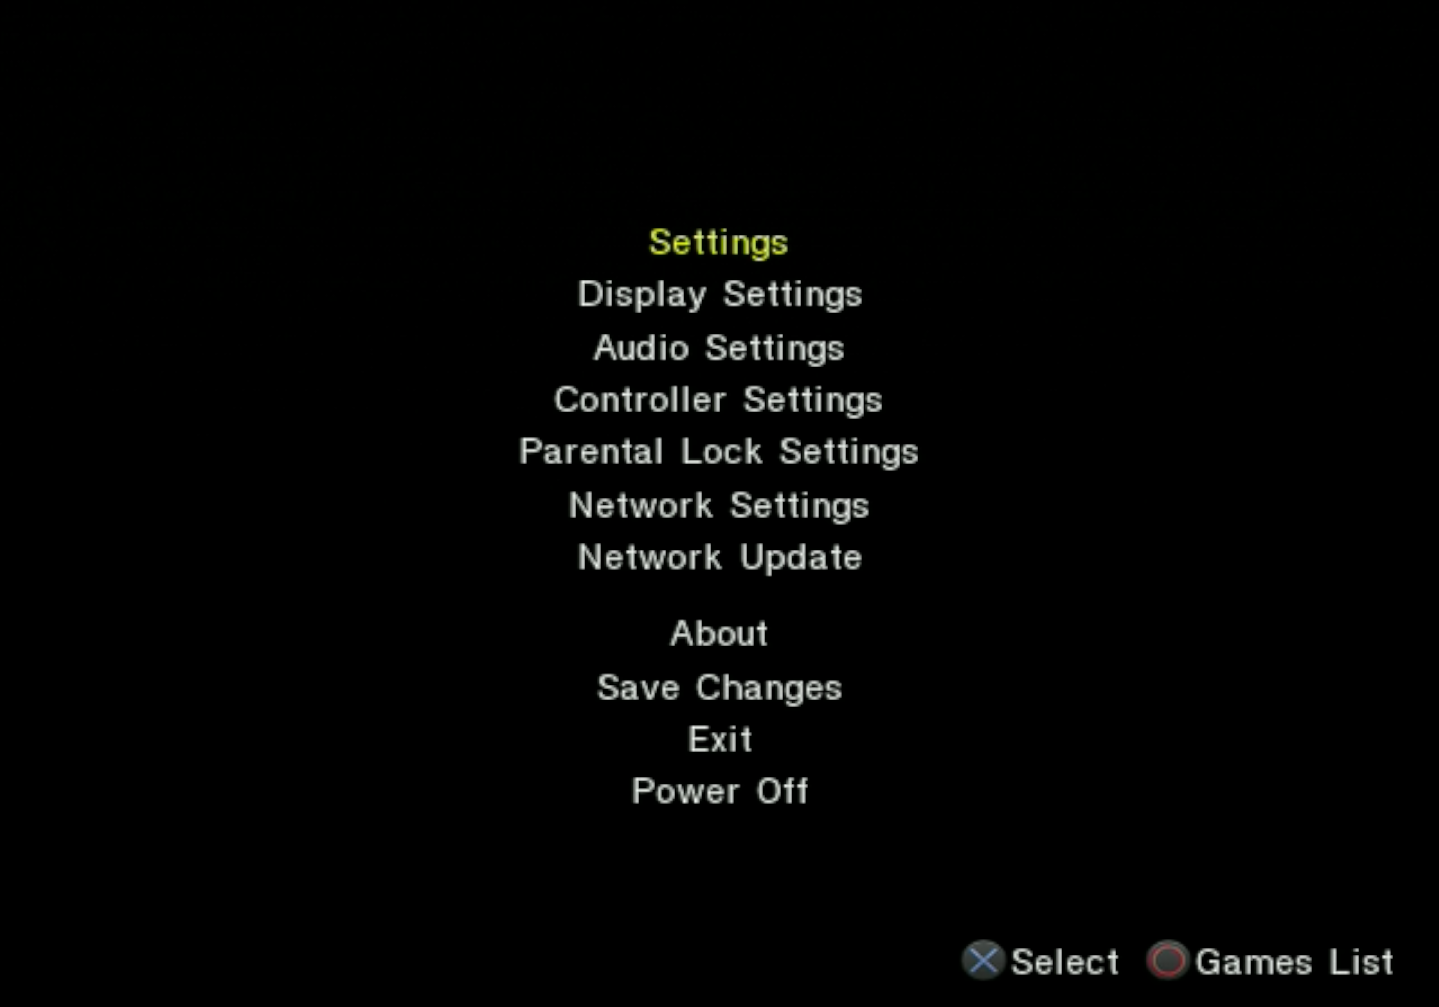 Settings
Display Settings
Audio Settings
Controller Settings
Parental Lock Settings
Network Settings
Network Update
About
Save Changes
Exit
Power Off
Select Games List